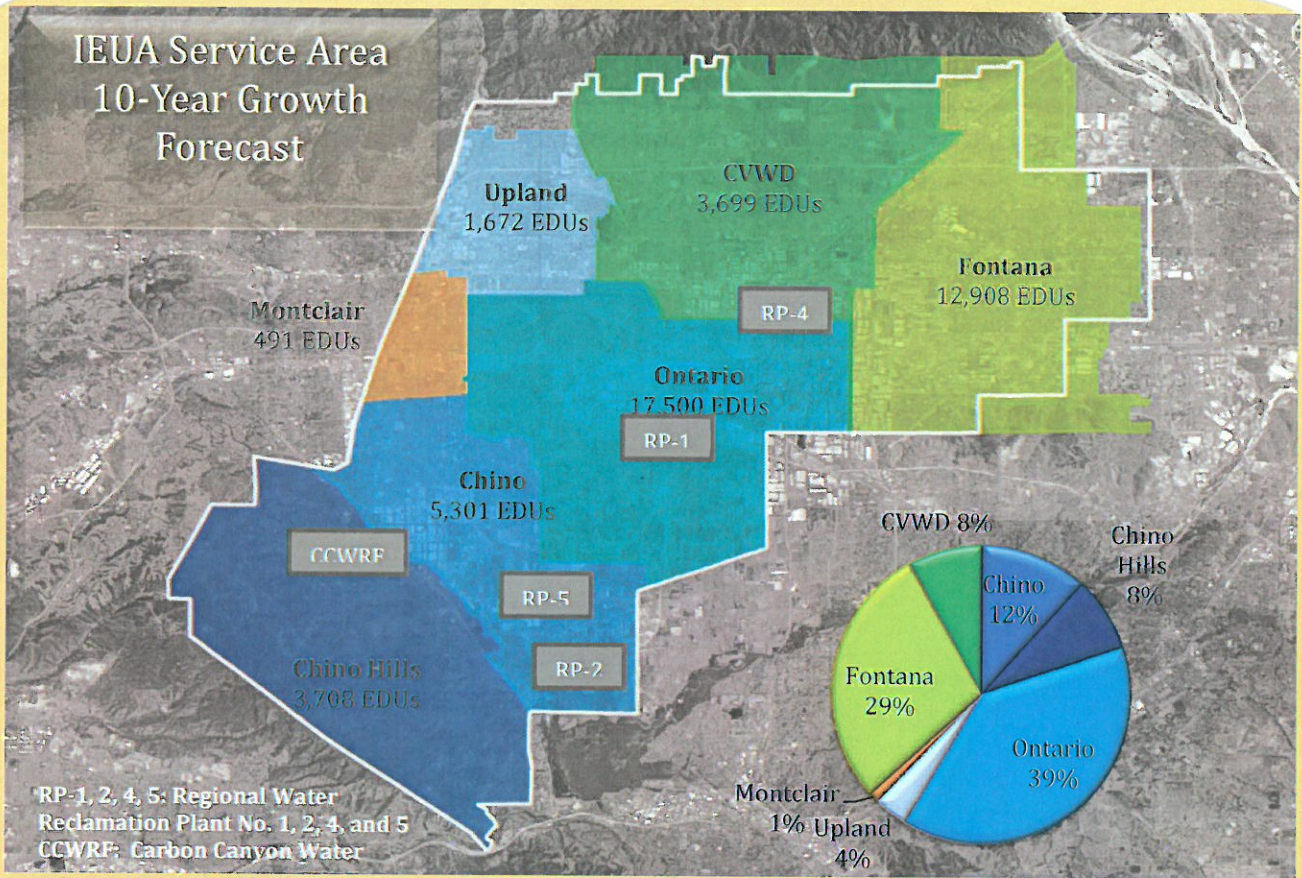 IEUA Service Area
10-Year Growth
Forecast
Upland
1,672 EDUs
CVWD
3,699 EDUs
Fontana
12,908 EDUs
Montclair
491 EDUs
RP-4
Ontario
17,500 EDUs
RP-1
Chino
5,301 EDUs
CCWRF
RP-5
RP-2
Chino Hills
3,708 EDUs
CVWD 8%
Chino
Hills
8%
Chino
12%
Fontana
29%
Ontario
39%
Montclair
1%
Upland
4%
RP-1, 2, 4, 5: Regional Water
Reclamation Plant No. 1, 2, 4, and 5
CCWRF: Carbon Canyon Water